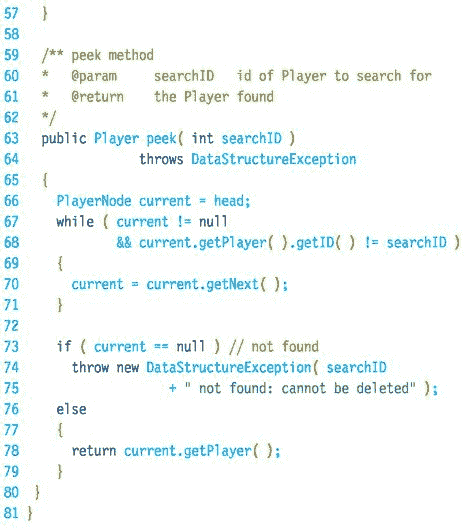 57 }
58
59 /** peek method
60 * @param searchID id of Player to search for
61 * @return the Player found
62 */
63 public Player peek( int searchID )
64 throws DataStructureException
65 {
66 PlayerNode current = head;
67 while ( current != null
68 && current.getPlayer( ).getID( ) != searchID )
69 {
70 current = current.getNext( );
71 }
72
73 if ( current == null ) // not found
74 throw new DataStructureException( searchID
75 + " not found: cannot be deleted" );
76 else
77 {
78 return current.getPlayer( );
79 }
80 }
81 }